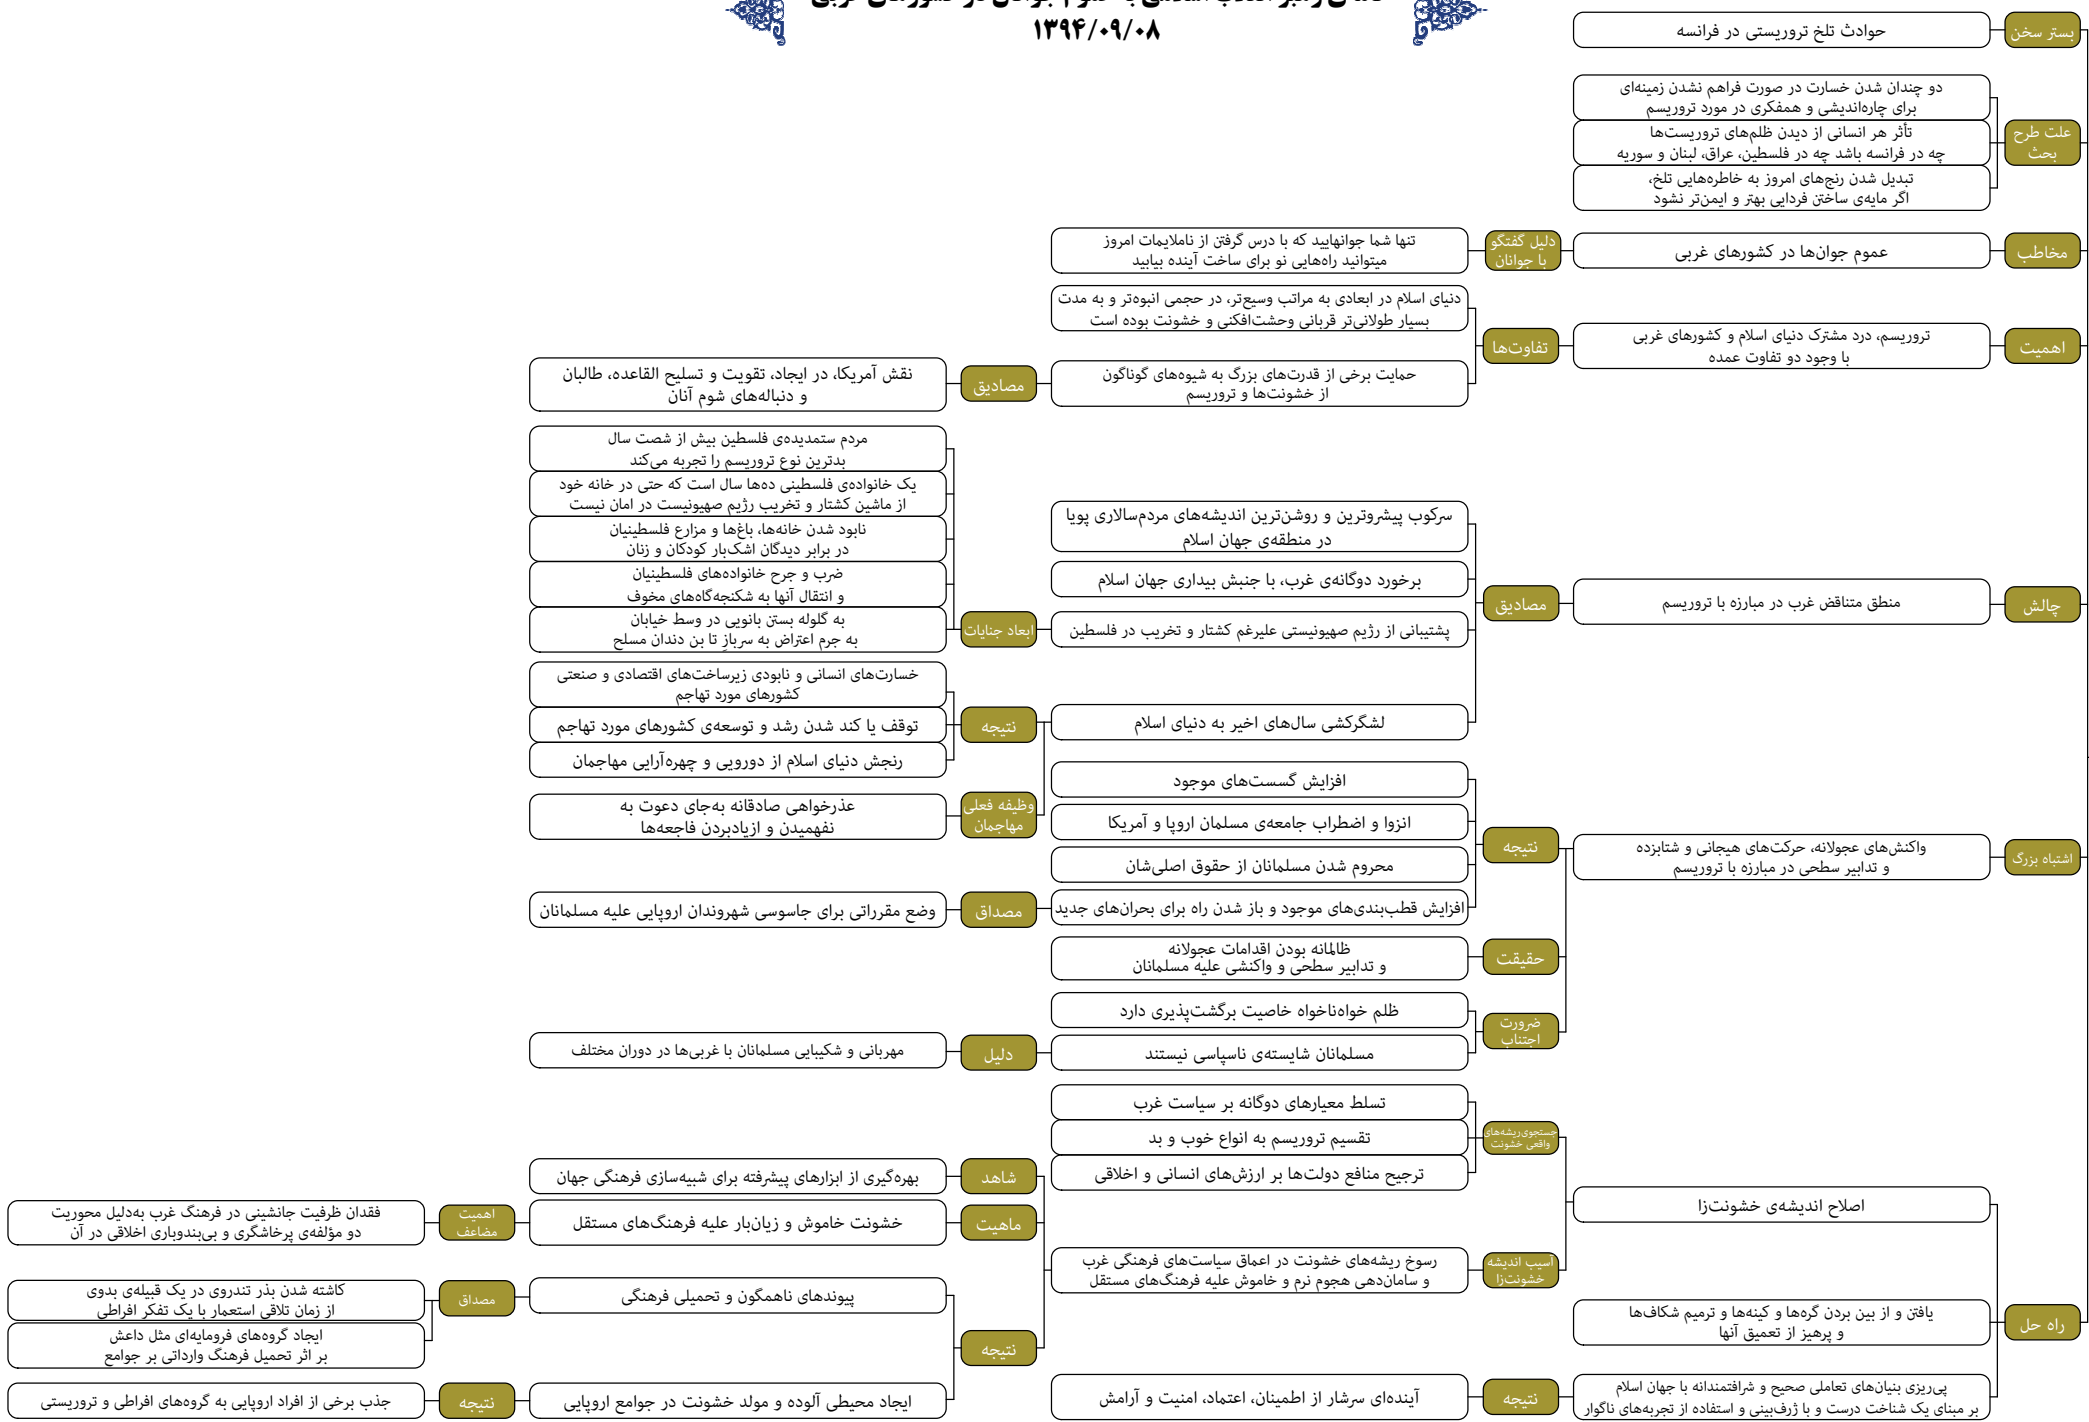 نامه‌ی رهبر انقلاب اسلامی به عموم جوانان در کشورهای غربی
۱۳۹۴/۰۹/۰۸
بستر سخن
حوادث تلخ تروریستی در فرانسه
علت طرح
بحث
دو چندان شدن خسارت در صورت فراهم نشدن زمینه‌ای
برای چاره‌اندیشی و همفکری در مورد تروریسم
تأثر هر انسانی از دیدن ظلم‌های تروریست‌ها
چه در فرانسه باشد چه در فلسطین، عراق، لبنان و سوریه
تبدیل شدن رنج‌های امروز به خاطره‌هایی تلخ،
اگر مایه‌ی ساختن فردایی بهتر و ایمن‌تر نشود
مخاطب
عموم جوان‌ها در کشورهای غربی
دلیل گفتگو
با جوانان
تنها شما جوانهایید که با درس گرفتن از ناملایمات امروز
میتوانید راه‌هایی نو برای ساخت آینده بیابید
اهمیت
تروریسم، درد مشترک دنیای اسلام و کشورهای غربی
با وجود دو تفاوت عمده
تفاوت‌ها
دنیای اسلام در ابعادی به مراتب وسیع‌تر، در حجمی انبوه‌تر و به مدت
بسیار طولانی‌تر قربانی وحشت‌افکنی و خشونت بوده است
حمایت برخی از قدرت‌های بزرگ به شیوه‌های گوناگون
از خشونت‌ها و تروریسم
مصادیق
نقش آمریکا، در ایجاد، تقویت و تسلیح القاعده، طالبان
و دنباله‌های شوم آنان
چالش
منطق متناقض غرب در مبارزه با تروریسم
مصادیق
سرکوب پیشروترین و روشن‌ترین اندیشه‌های مردم‌سالاری پویا
در منطقه‌ی جهان اسلام
برخورد دوگانه‌ی غرب، با جنبش بیداری جهان اسلام
پشتیبانی از رژیم صهیونیستی علیرغم کشتار و تخریب در فلسطین
ابعاد جنایات
مردم ستمدیده‌ی فلسطین بیش از شصت سال
بدترین نوع تروریسم را تجربه می‌کند
یک خانواده‌ی فلسطینی ده‌ها سال است که حتی در خانه خود
از ماشین کشتار و تخریب رژیم صهیونیست در امان نیست
نابود شدن خانه‌ها، باغ‌ها و مزارع فلسطینیان
در برابر دیدگان اشک‌بار کودکان و زنان
ضرب و جرح خانواده‌های فلسطینیان
و انتقال آنها به شکنجه‌گاه‌های مخوف
به گلوله بستن بانویی در وسط خیابان
به جرم اعتراض به سربازِ تا بن دندان مسلح
لشگرکشی سال‌های اخیر به دنیای اسلام
نتیجه
خسارت‌های انسانی و نابودی زیرساخت‌های اقتصادی و صنعتی
کشورهای مورد تهاجم
توقف یا کند شدن رشد و توسعه‌ی کشورهای مورد تهاجم
رنجش دنیای اسلام از دورویی و چهره‌آرایی مهاجمان
وظیفه فعلی
مهاجمان
عذرخواهی صادقانه به‌جای دعوت به
نفهمیدن و ازیادبردن فاجعه‌ها
اشتباه بزرگ
واکنش‌های عجولانه، حرکت‌های هیجانی و شتابزده
و تدابیر سطحی در مبارزه با تروریسم
نتیجه
افزایش گسست‌های موجود
انزوا و اضطراب جامعه‌ی مسلمان اروپا و آمریکا
محروم شدن مسلمانان از حقوق اصلی‌شان
افزایش قطب‌بندی‌های موجود و باز شدن راه برای بحران‌های جدید
مصداق
وضع مقرراتی برای جاسوسی شهروندان اروپایی علیه مسلمانان
حقیقت
ظالمانه بودن اقدامات عجولانه
و تدابیر سطحی و واکنشی علیه مسلمانان
ضرورت
اجتناب
ظلم خواه‌ناخواه خاصیت برگشت‌پذیری دارد
مسلمانان شایسته‌ی ناسپاسی نیستند
دلیل
مهربانی و شکیبایی مسلمانان با غربی‌ها در دوران مختلف
راه حل
اصلاح اندیشه‌ی خشونت‌زا
جستجوی‌ریشه‌های
واقعی خشونت
تسلط معیارهای دوگانه بر سیاست غرب
تقسیم تروریسم به انواع خوب و بد
ترجیح منافع دولت‌ها بر ارزش‌های انسانی و اخلاقی
آسیب اندیشه
خشونت‌زا
رسوخ ریشه‌های خشونت در اعماق سیاست‌های فرهنگی غرب
و سامان‌دهی هجوم نرم و خاموش علیه فرهنگ‌های مستقل
شاهد
بهره‌گیری از ابزارهای پیشرفته برای شبیه‌سازی فرهنگی جهان
ماهیت
خشونت خاموش و زیان‌بار علیه فرهنگ‌های مستقل
اهمیت
مضاعف
فقدان ظرفیت جانشینی در فرهنگ غرب به‌دلیل محوریت
دو مؤلفه‌ی پرخاشگری و بی‌بندوباری اخلاقی در آن
نتیجه
پیوندهای ناهمگون و تحمیلی فرهنگی
مصداق
کاشته شدن بذر تندروی در یک قبیله‌ی بدوی
از زمان تلاقی استعمار با یک تفکر افراطی
ایجاد گروه‌های فرومایه‌ای مثل داعش
بر اثر تحمیل فرهنگ وارداتی بر جوامع
ایجاد محیطی آلوده و مولد خشونت در جوامع اروپایی
نتیجه
جذب برخی از افراد اروپایی به گروه‌های افراطی و تروریستی
یافتن و از بین بردن گره‌ها و کینه‌ها و ترمیم شکاف‌ها
و پرهیز از تعمیق آنها
پی‌ریزی بنیان‌های تعاملی صحیح و شرافتمندانه با جهان اسلام
بر مبنای یک شناخت درست و با ژرف‌بینی و استفاده از تجربه‌های ناگوار
نتیجه
آینده‌ای سرشار از اطمینان، اعتماد، امنیت و آرامش